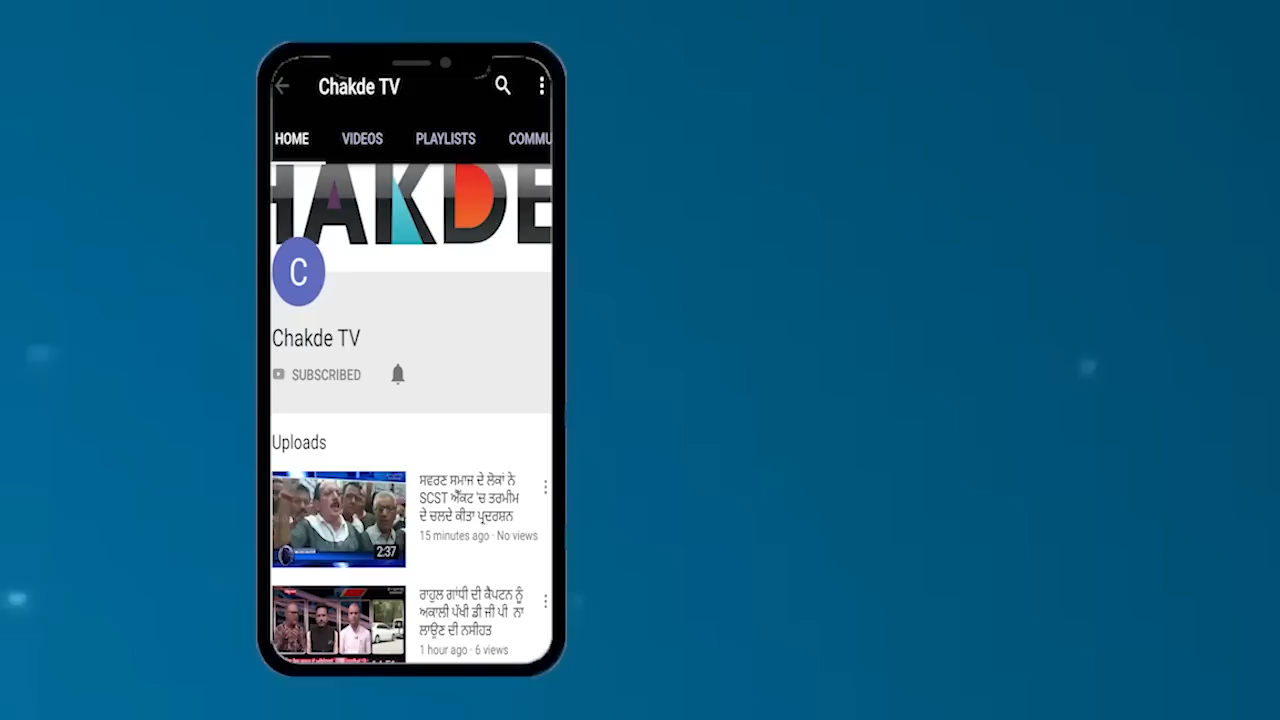 Chakde TV
HOME VIDEOS PLAYLISTS COMMU
HAKDE
C
Chakde TV
SUBSCRIBED
Uploads
ਸਵਰਣ ਸਮਾਜ ਦੇ ਲੋਕਾਂ ਨੇ
SCST ਐੱਕਟ 'ਚ ਤਰਮੀਮ
ਦੇ ਚਲਦੇ ਕੀਤਾ ਪ੍ਰਦਰਸ਼ਨ
15 minutes ago · No views
2:37
ਰਾਹੁਲ ਗਾਂਧੀ ਦੀ ਕੈਪਟਨ ਨੂੰ
ਅਕਾਲੀ ਪੱਖੀ ਡੀ ਜੀ ਪੀ ਨਾ
ਲਾਉਣ ਦੀ ਨਸੀਹਤ
1 hour ago · 6 views